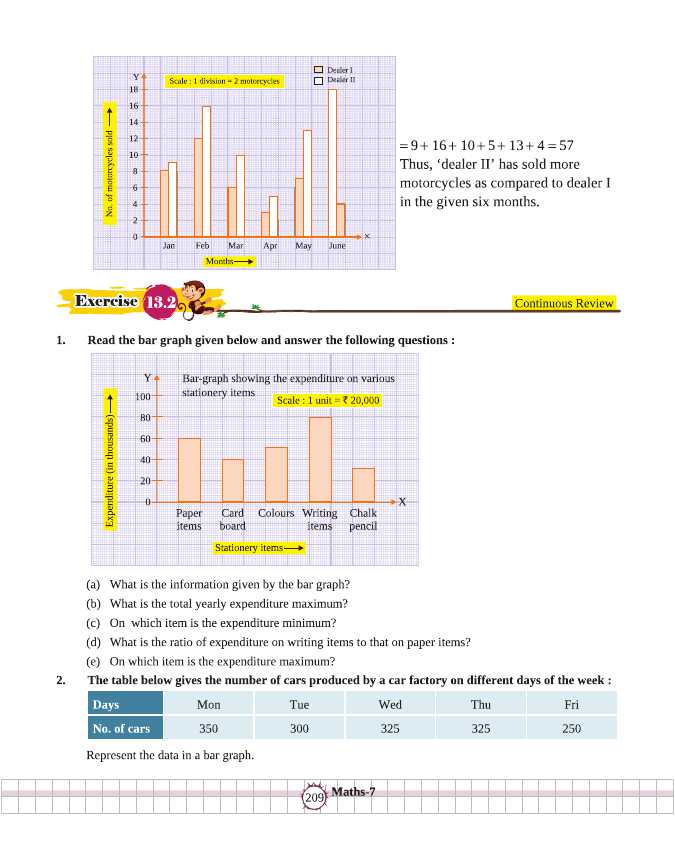 Y
Scale : 1 division = 2 motorcycles
Dealer I
Dealer II
18
16
14
12
10
8
6
4
2
0
No. of motorcycles sold
Jan Feb Mar Apr May June
X
Months
= 9 + 16 + 10 + 5 + 13 + 4 = 57
Thus, ‘dealer II’ has sold more
motorcycles as compared to dealer I
in the given six months.
Exercise 13.2
Continuous Review
1. Read the bar graph given below and answer the following questions :
Y
Bar-graph showing the expenditure on various
stationery items
Scale : 1 unit = ₹ 20,000
100
80
60
40
20
0
Expenditure (in thousands)
X
Paper Card Colours Writing Chalk
items board items pencil
Stationery items
(a) What is the information given by the bar graph?
(b) What is the total yearly expenditure maximum?
(c) On which item is the expenditure minimum?
(d) What is the ratio of expenditure on writing items to that on paper items?
(e) On which item is the expenditure maximum?
2. The table below gives the number of cars produced by a car factory on different days of the week :
Days Mon Tue Wed Thu Fri
No. of cars 350 300 325 325 250
Represent the data in a bar graph.
209 Maths-7